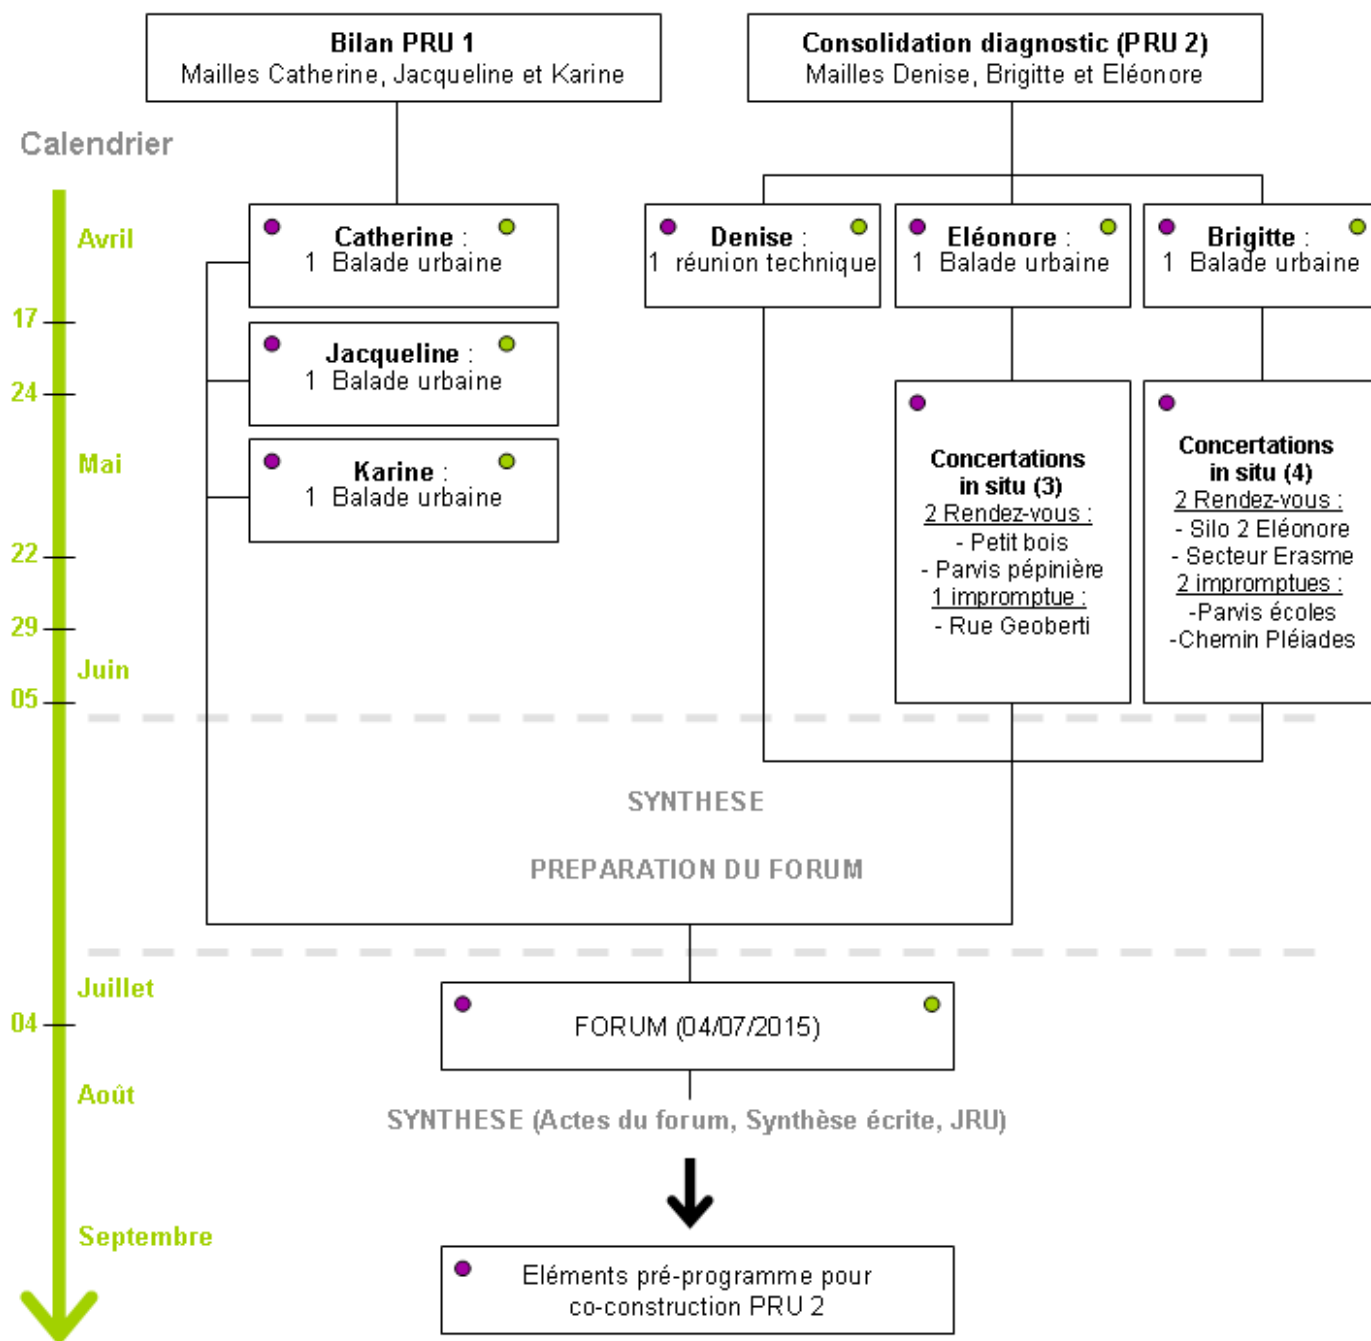 Bilan PRU 1
Mailles Catherine, Jacqueline et Karine
Consolidation diagnostic (PRU 2)
Mailles Denise, Brigitte et Eléonore
Calendrier
Avril
17
24
Mai
22
29
Juin
05
Juillet
04
Août
Septembre
Catherine :
1 Balade urbaine
Jacqueline :
1 Balade urbaine
Karine :
1 Balade urbaine
Denise :
1 réunion technique
Eléonore :
1 Balade urbaine
Brigitte :
1 Balade urbaine
Concertations
in situ (3)
2 Rendez-vous :
- Petit bois
- Parvis pépinière
1 impromptue :
- Rue Geoberti
Concertations
in situ (4)
2 Rendez-vous :
- Silo 2 Eléonore
- Secteur Erasme
2 impromptues :
-Parvis écoles
-Chemin Pléiades
SYNTHESE
PREPARATION DU FORUM
FORUM (04/07/2015)
SYNTHESE (Actes du forum, Synthèse écrite, JRU)
Eléments pré-programme pour
co-construction PRU 2